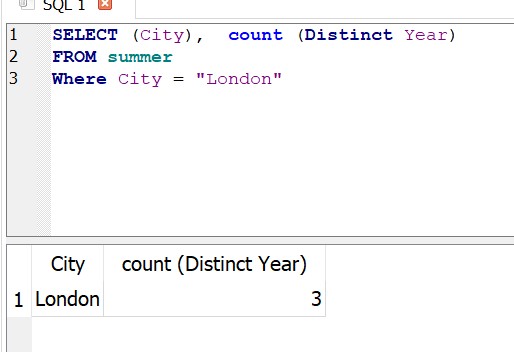 SQL 1
1 SELECT (City),  count (Distinct Year)
2 FROM summer
3 Where City = "London"
City count (Distinct Year)
1 London 3